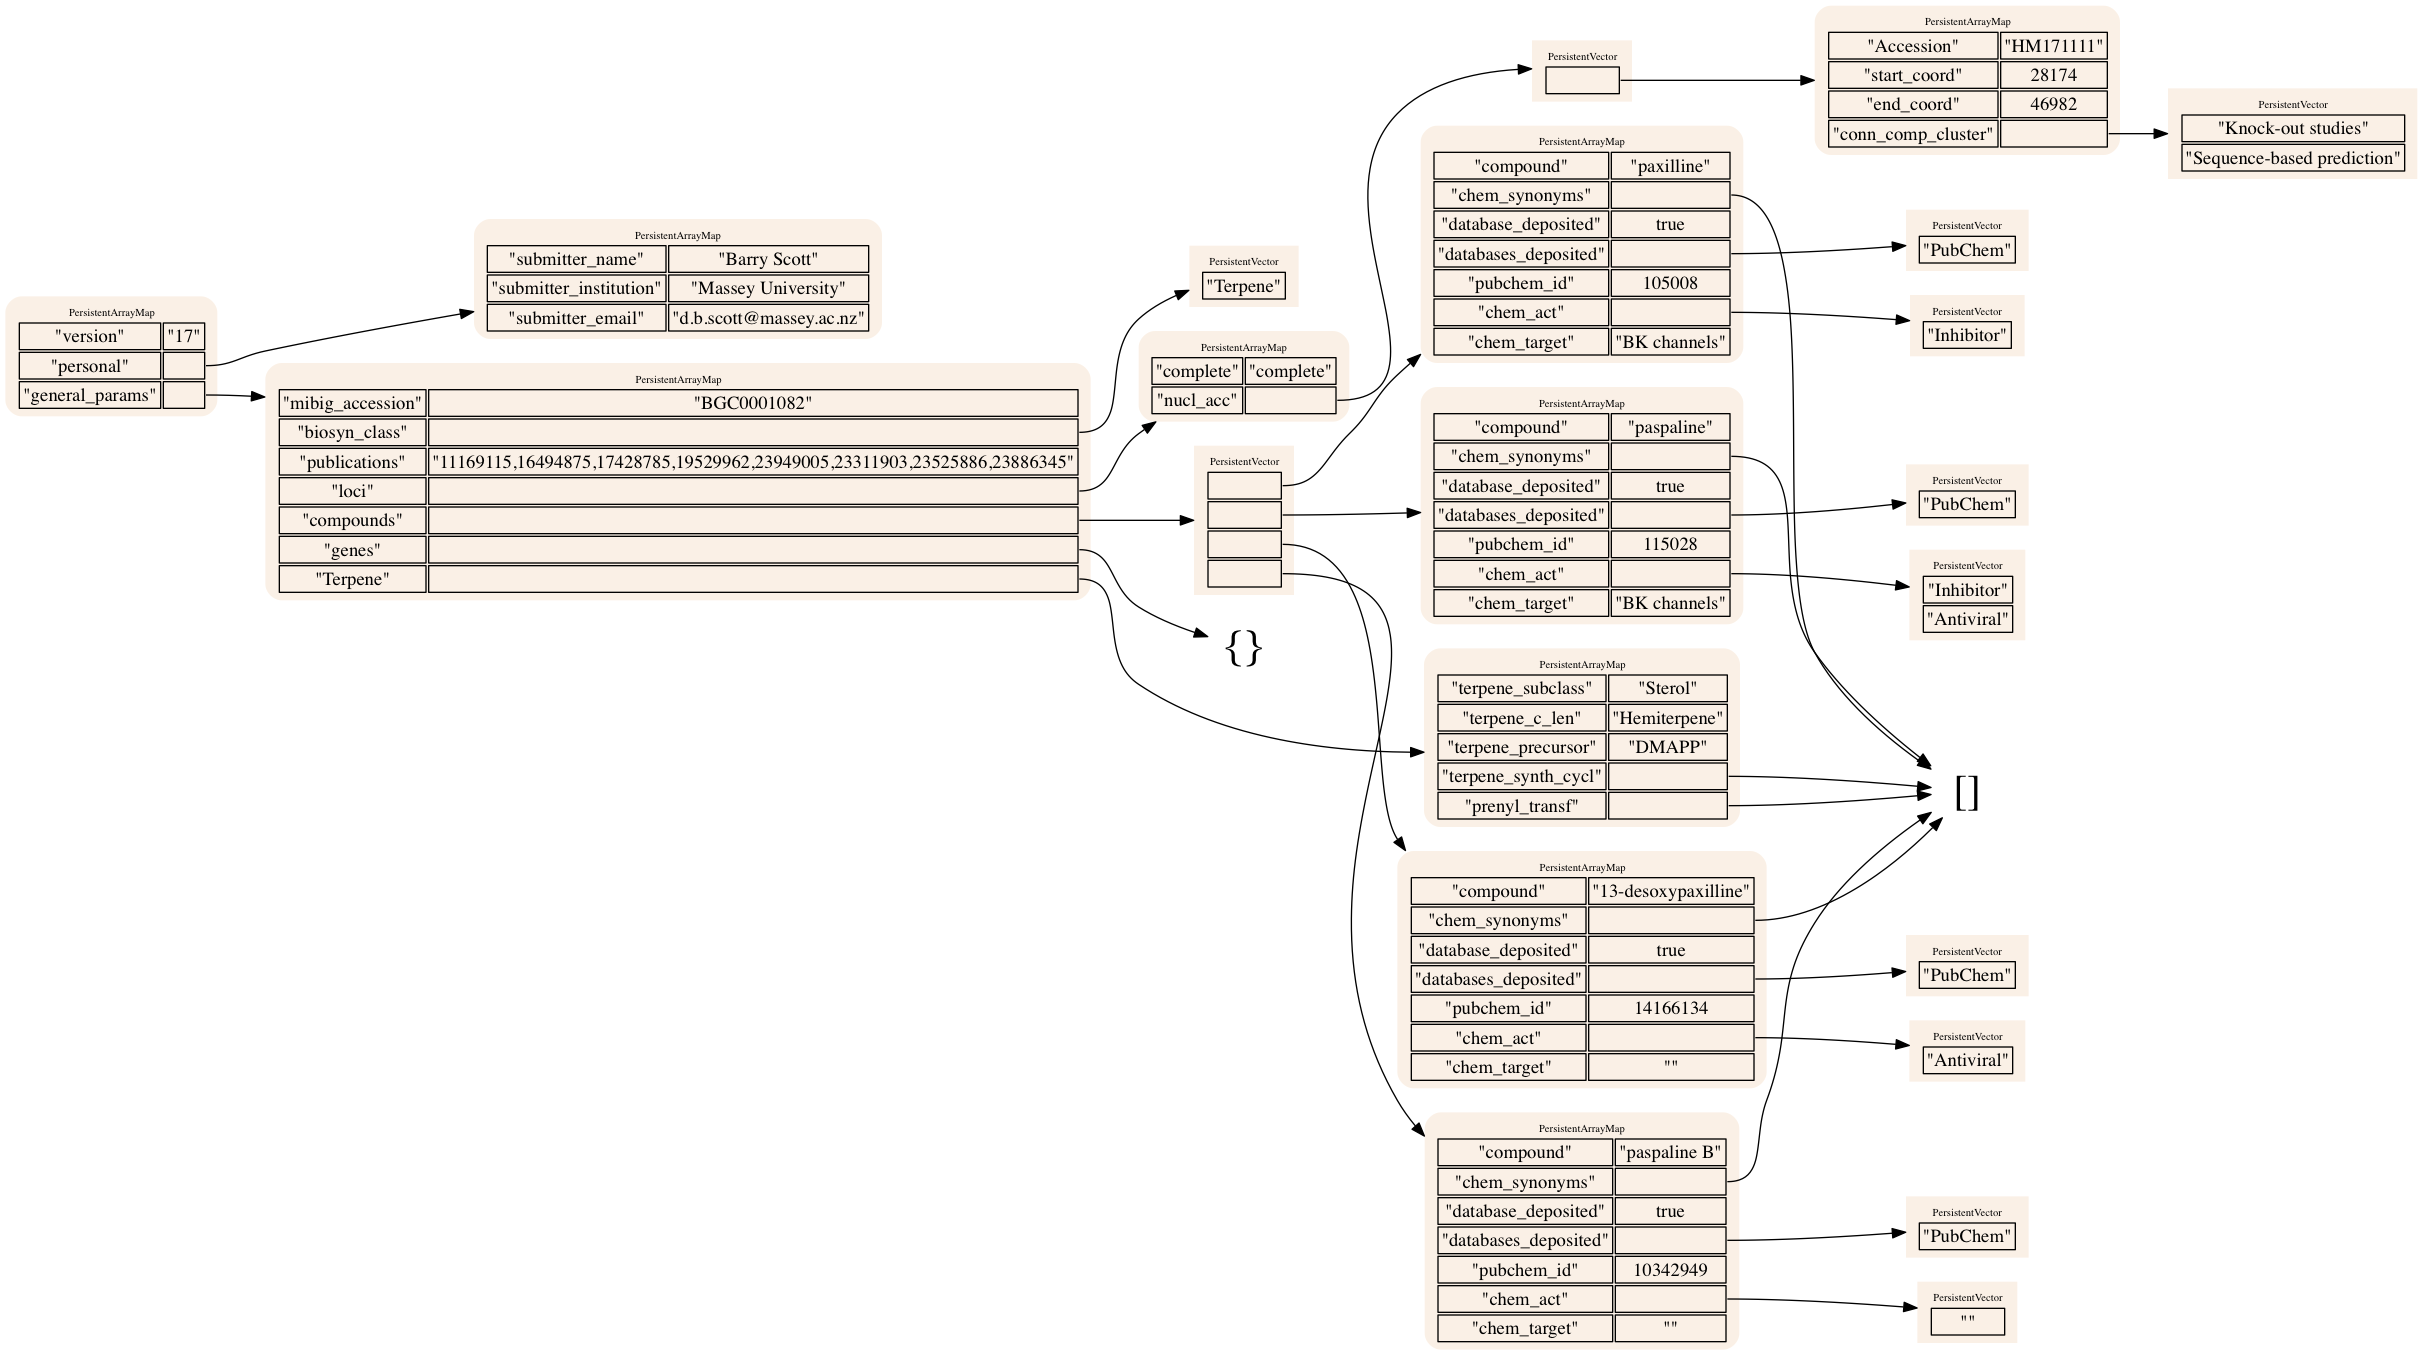 PersistentArrayMap
"version" "17"
"personal"
"general_params"
PersistentArrayMap
"submitter_name" "Barry Scott"
"submitter_institution" "Massey University"
"submitter_email" "d.b.scott@massey.ac.nz"
PersistentArrayMap
"mibig_accession" "BGC0001082"
"biosyn_class"
"publications" "11169115,16494875,17428785,19529962,23949005,23311903,23525886,23886345"
"loci"
"compounds"
"genes"
"Terpene"
PersistentVector
"Terpene"
PersistentArrayMap
"complete" "complete"
"nucl_acc"
PersistentVector
{}
PersistentVector
PersistentArrayMap
"Accession" "HM171111"
"start_coord" 28174
"end_coord" 46982
"conn_comp_cluster"
PersistentVector
"Knock-out studies"
"Sequence-based prediction"
PersistentArrayMap
"compound" "paxilline"
"chem_synonyms"
"database_deposited" true
"databases_deposited"
"pubchem_id" 105008
"chem_act"
"chem_target" "BK channels"
PersistentVector
"PubChem"
PersistentVector
"Inhibitor"
PersistentArrayMap
"compound" "paspaline"
"chem_synonyms"
"database_deposited" true
"databases_deposited"
"pubchem_id" 115028
"chem_act"
"chem_target" "BK channels"
PersistentVector
"PubChem"
PersistentVector
"Inhibitor"
"Antiviral"
PersistentArrayMap
"terpene_subclass" "Sterol"
"terpene_c_len" "Hemiterpene"
"terpene_precursor" "DMAPP"
"terpene_synth_cycl"
"prenyl_transf"
[]
PersistentArrayMap
"compound" "13-desoxypaxilline"
"chem_synonyms"
"database_deposited" true
"databases_deposited"
"pubchem_id" 14166134
"chem_act"
"chem_target" ""
PersistentVector
"PubChem"
PersistentVector
"Antiviral"
PersistentArrayMap
"compound" "paspaline B"
"chem_synonyms"
"database_deposited" true
"databases_deposited"
"pubchem_id" 10342949
"chem_act"
"chem_target" ""
PersistentVector
"PubChem"
PersistentVector
""